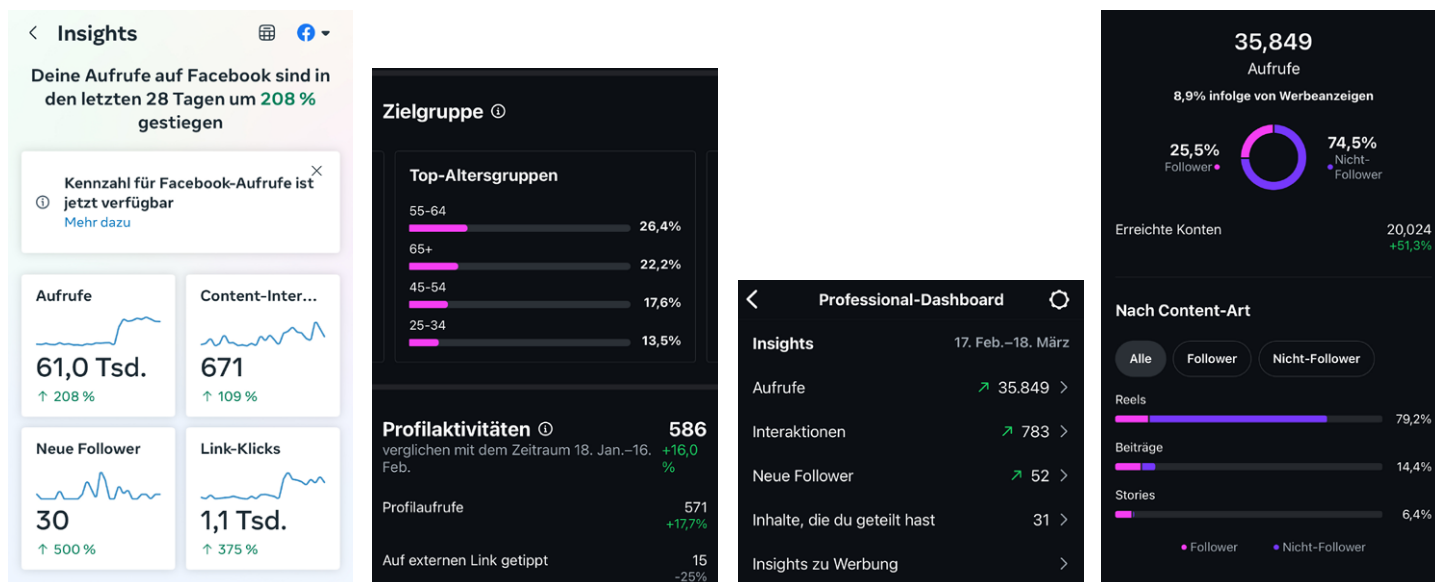 Insights
Deine Aufrufe auf Facebook sind in
den letzten 28 Tagen um 208 %
gestiegen
Kennzahl für Facebook-Aufrufe ist
jetzt verfügbar
Mehr dazu
Aufrufe
61,0 Tsd.
↑ 208 %
Content-Inter...
671
↑ 109 %
Neue Follower
30
↑ 500 %
Link-Klicks
1,1 Tsd.
↑ 375 %
Zielgruppe
Top-Altersgruppen
55-64
26,4%
65+
22,2%
45-54
17,6%
25-34
13,5%
Profilaktivitäten 586
verglichen mit dem Zeitraum 18. Jan.–16. +16,0
Feb. %
Profilaufrufe 571
+17,7%
Auf externen Link getippt 15
-25%
Professional-Dashboard
Insights 17. Feb.–18. März
Aufrufe 35.849
Interaktionen 783
Neue Follower 52
Inhalte, die du geteilt hast 31
Insights zu Werbung
35,849
Aufrufe
8,9% infolge von Werbeanzeigen
25,5%
Follower
74,5%
Nicht-
Follower
Erreichte Konten 20,024
+51,3%
Nach Content-Art
Alle Follower Nicht-Follower
Reels
79,2%
Beiträge
14,4%
Stories
6,4%
Follower Nicht-Follower